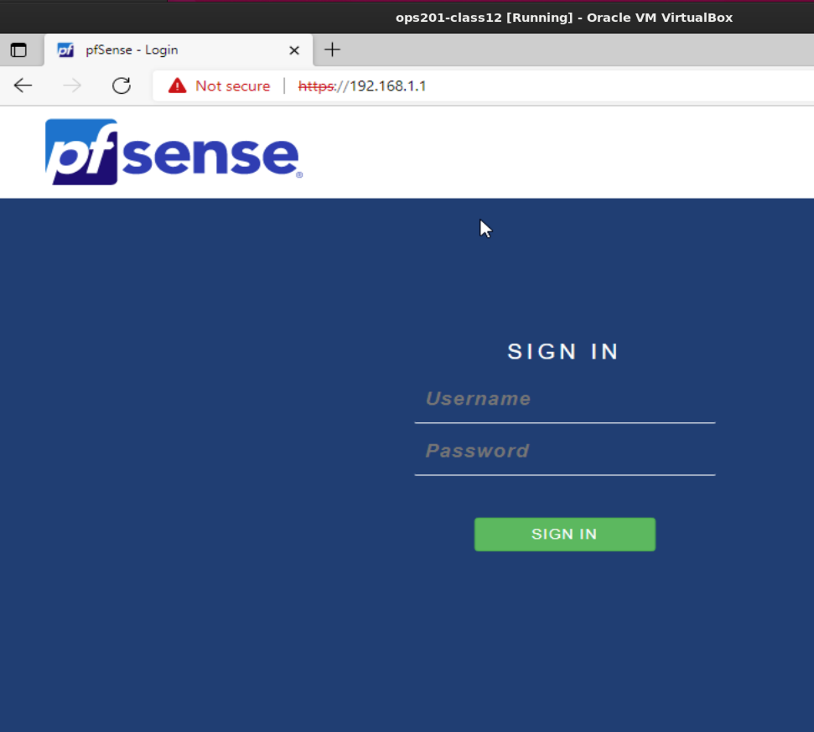 ops201-class12 [Running] - Oracle VM VirtualBox
pfSense - Login
Not secure | https://192.168.1.1
pfsense®
SIGN IN
Username
Password
SIGN IN